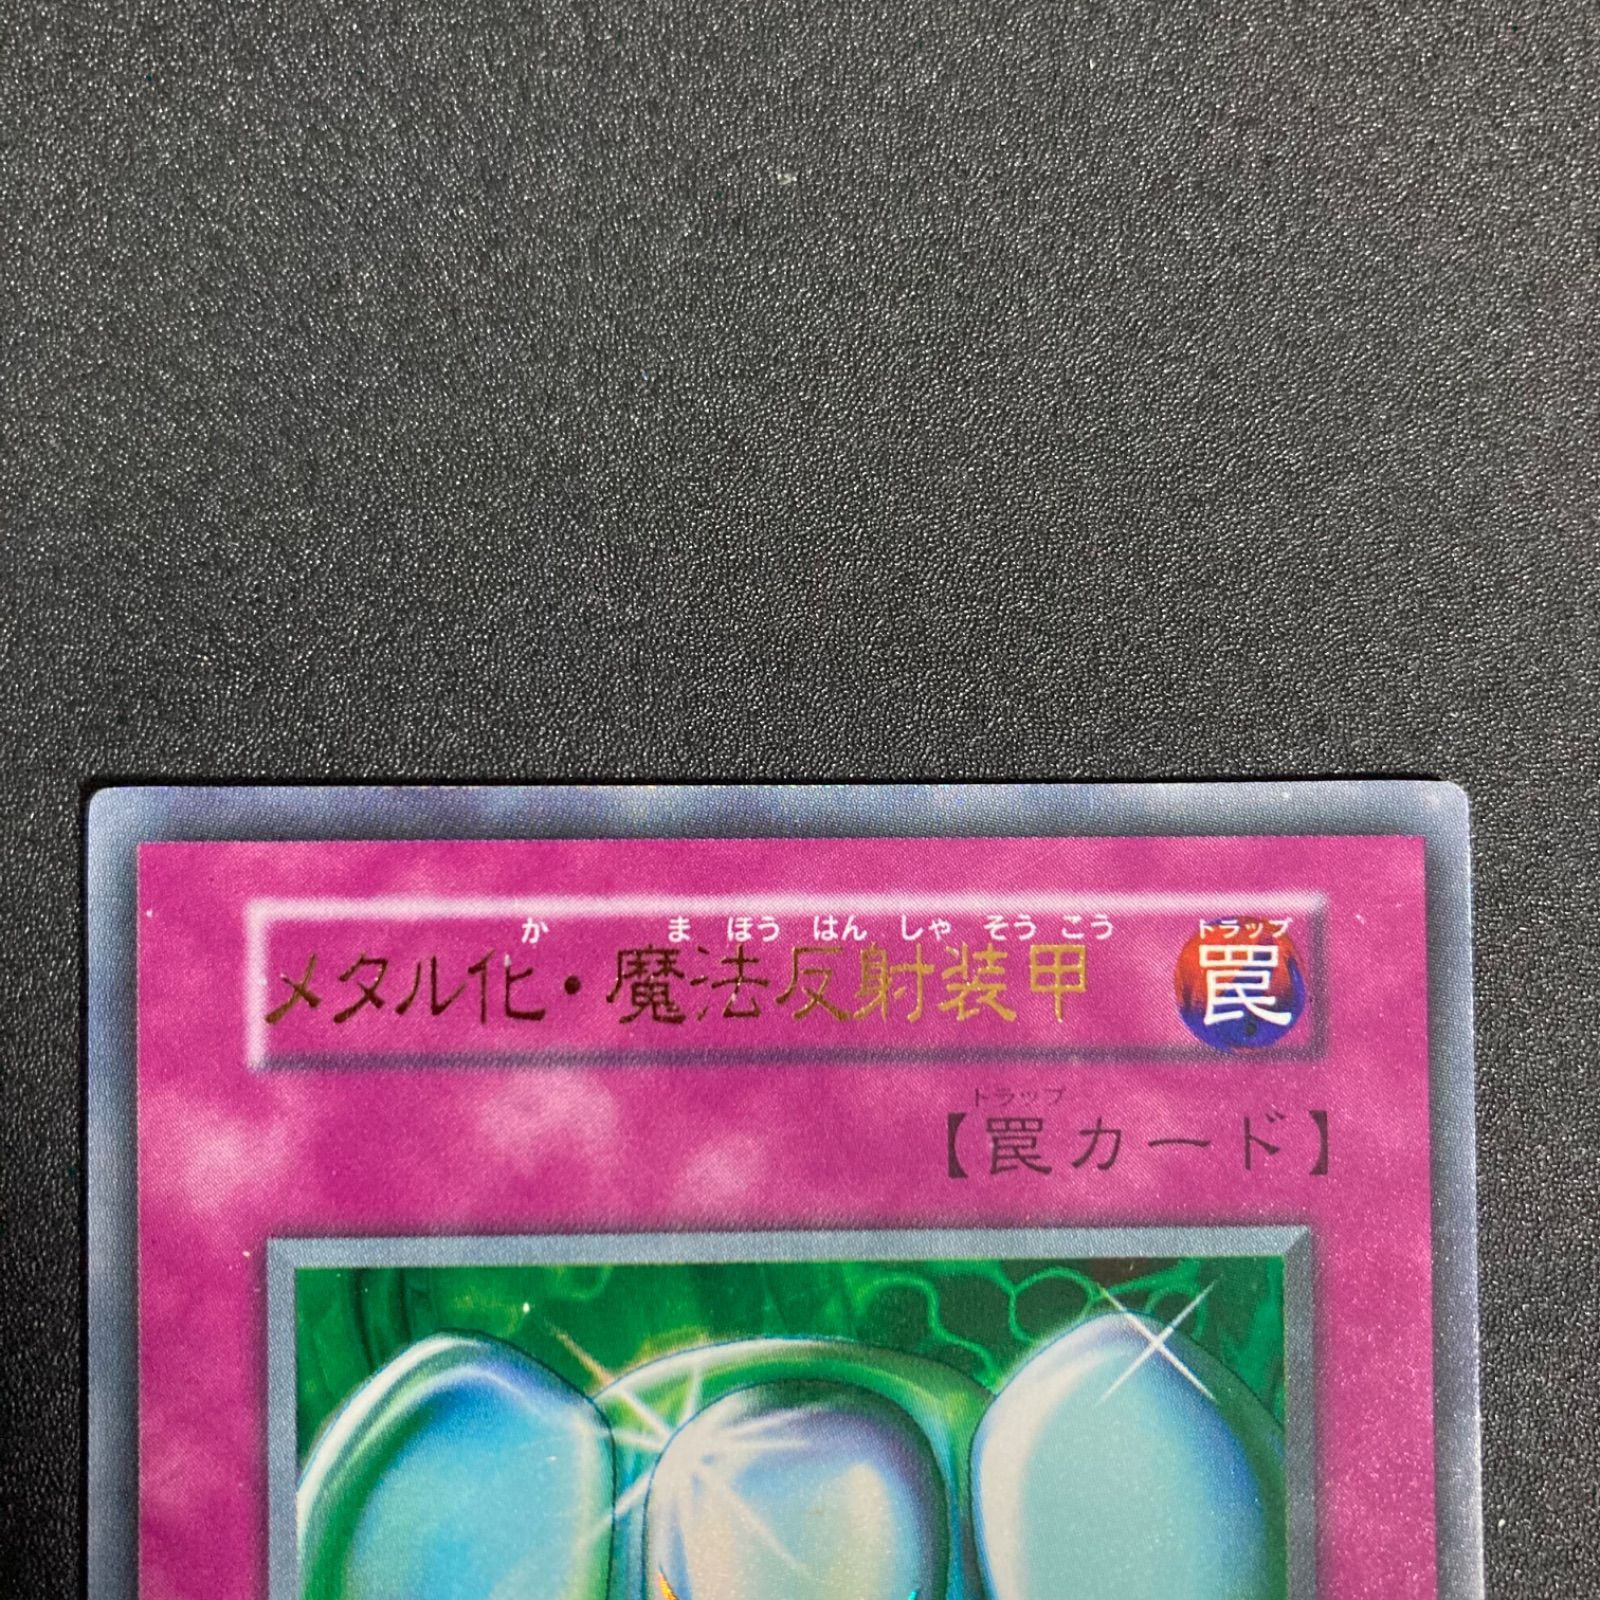 か ま ほう はん しゃ そう こう
メタル化・魔法反射装甲
トラップ
罠
トラップ
【罠カード】